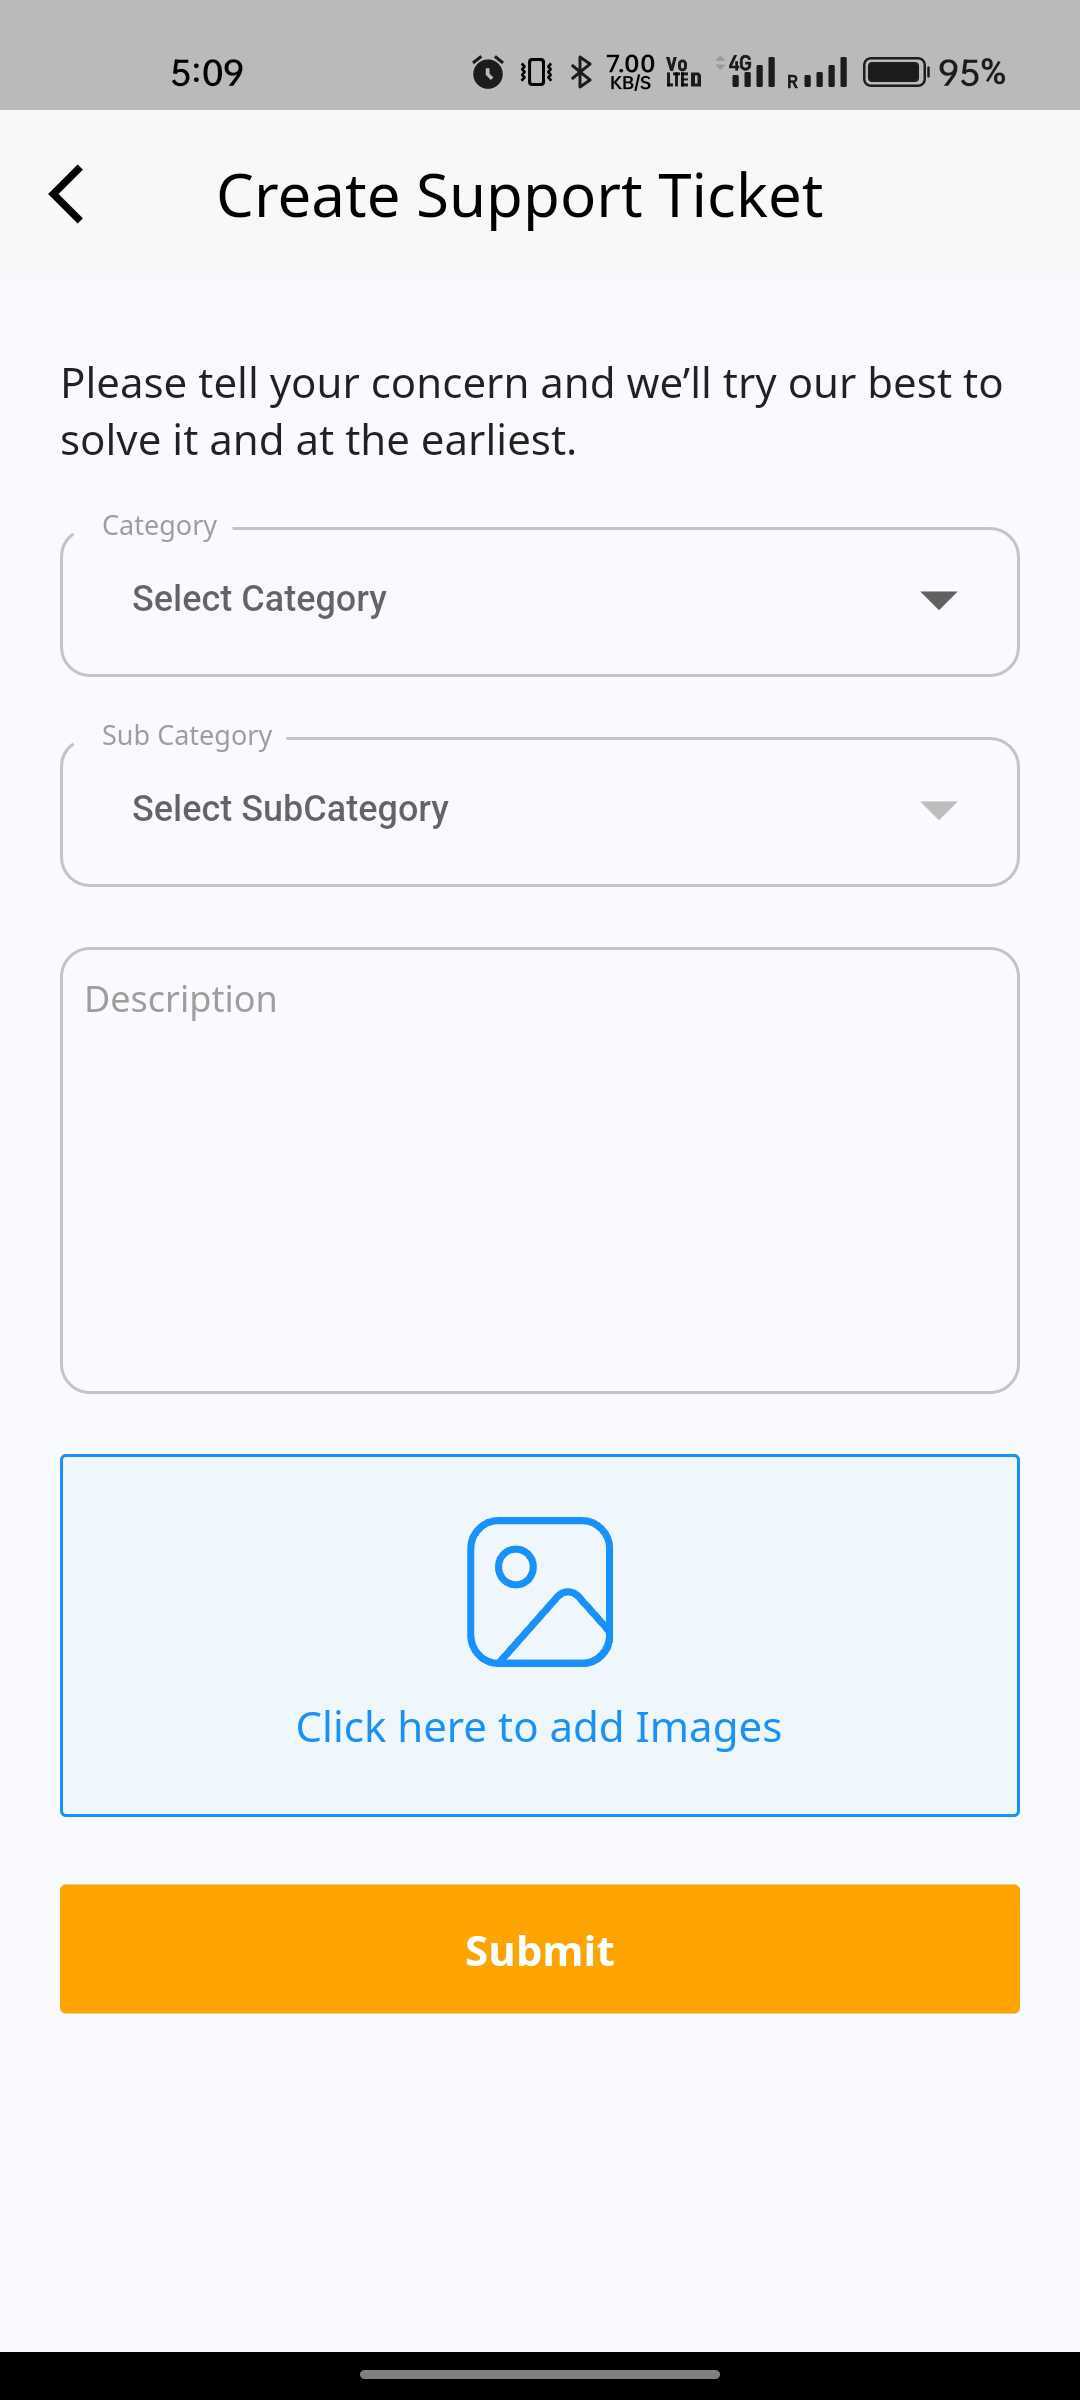 5:09
7.00 KB/S Vo LTE D 4G R 95%
Create Support Ticket
Please tell your concern and we’ll try our best to
solve it and at the earliest.
Category
Select Category
Sub Category
Select SubCategory
Description
Click here to add Images
Submit